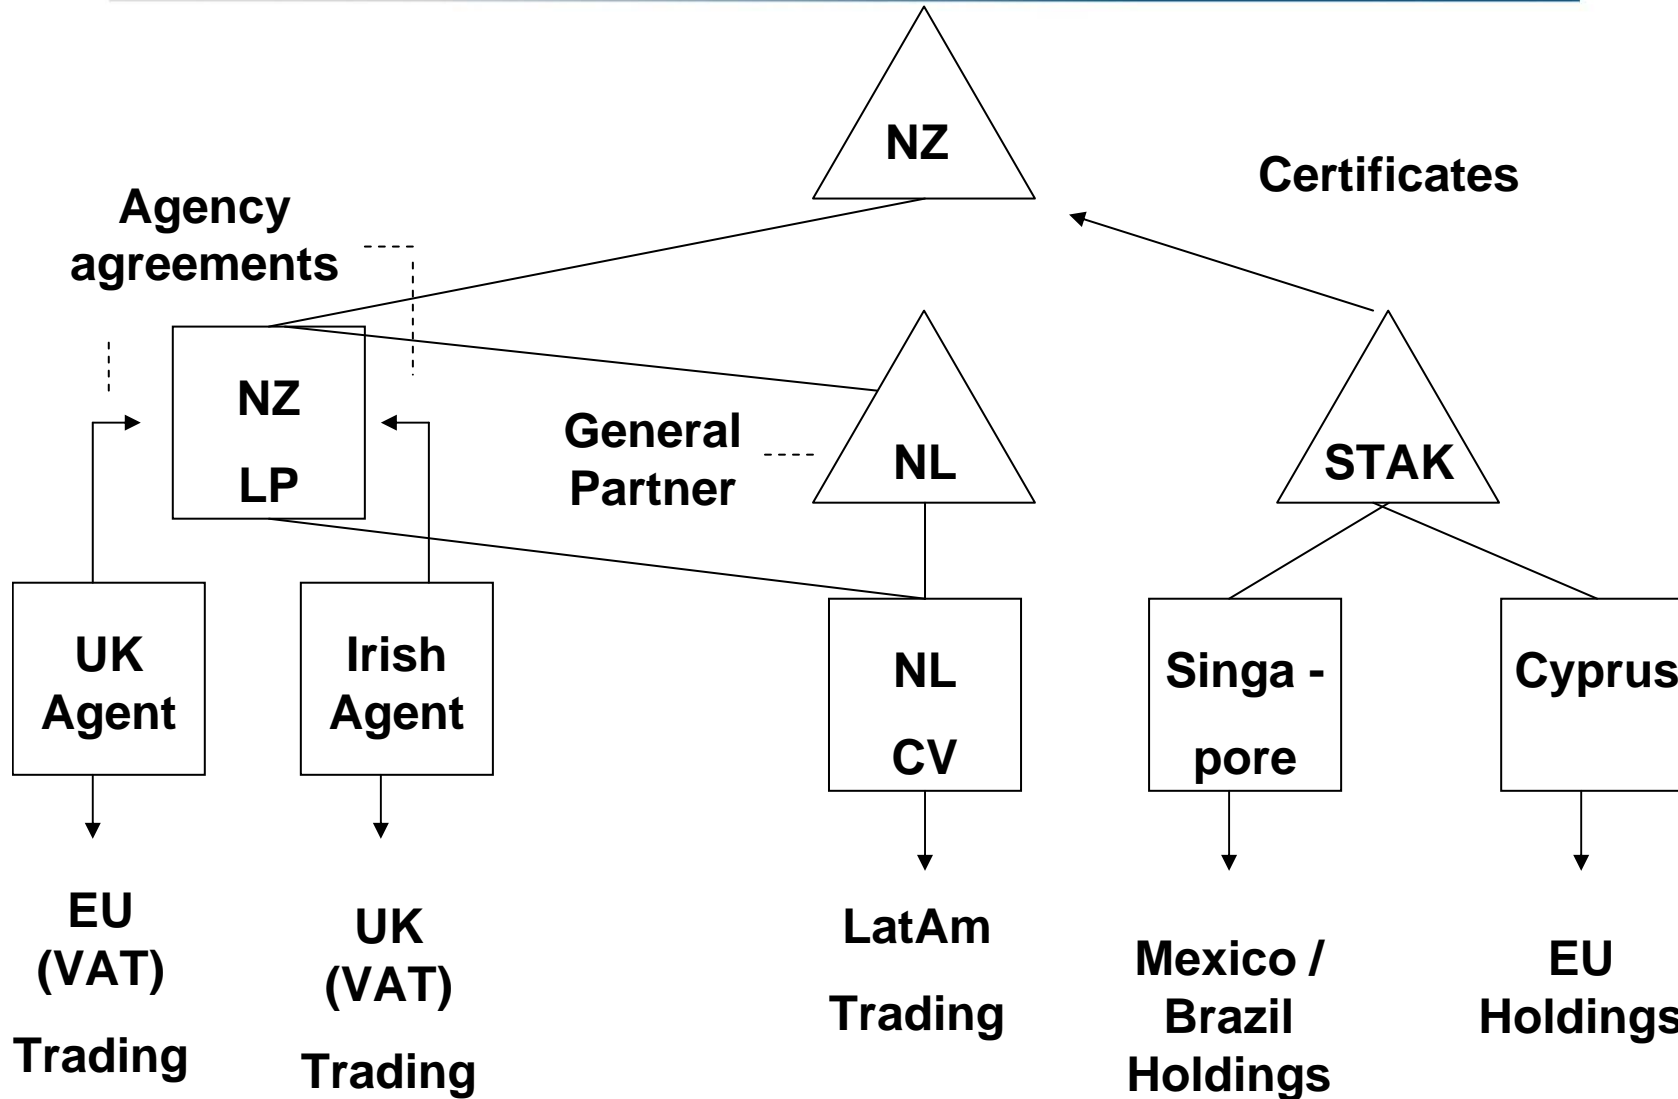 NZ
Certificates
Agency
agreements
NZ
LP
General
Partner
NL
STAK
UK
Agent
Irish
Agent
NL
CV
Singa -
pore
Cyprus
EU
(VAT)
Trading
UK
(VAT)
Trading
LatAm
Trading
Mexico /
Brazil
Holdings
EU
Holdings